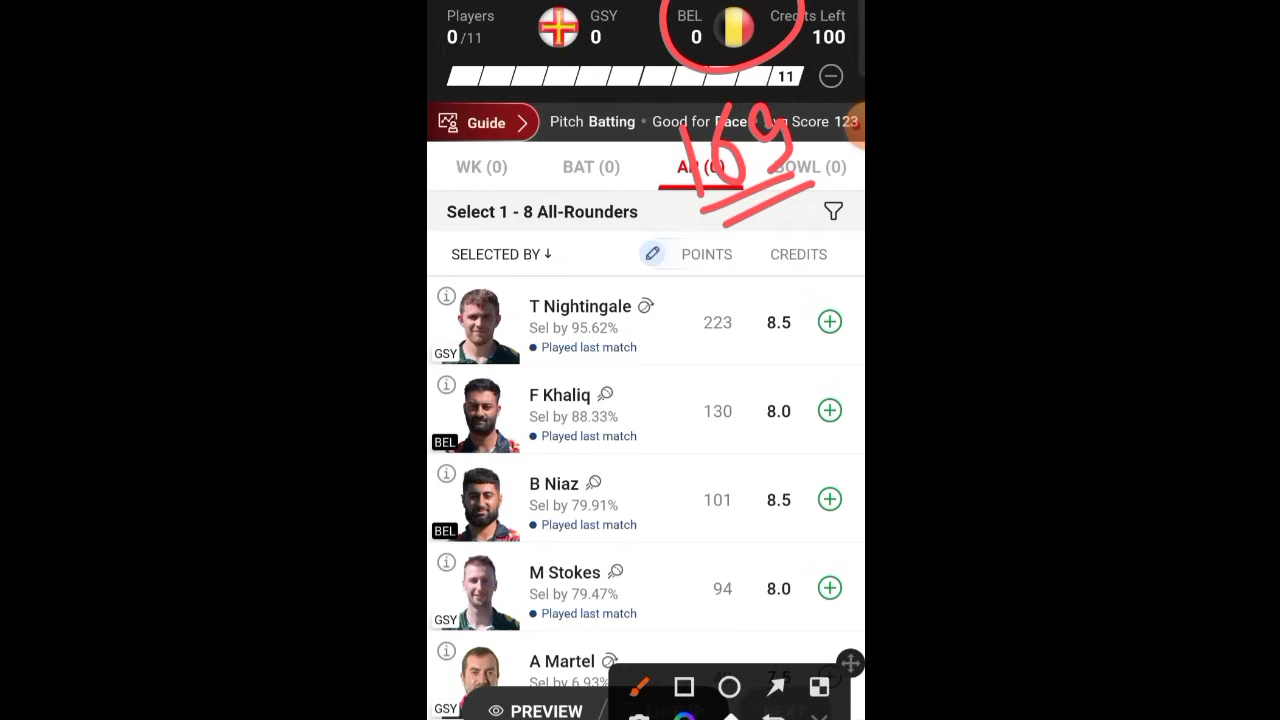 Players GSY BEL Credits Left
0/11 0 0 100
11
Guide Pitch Batting • Good for Pace • Score 123
169
WK (0) BAT (0) BOWL (0)
Select 1 - 8 All-Rounders
SELECTED BY ↓ POINTS CREDITS
T Nightingale
Sel by 95.62% 223 8.5
GSY Played last match
F Khaliq
Sel by 88.33% 130 8.0
BEL Played last match
B Niaz
Sel by 79.91% 101 8.5
BEL Played last match
M Stokes
Sel by 79.47% 94 8.0
GSY Played last match
A Martel
Sel by 6.93%
GSY
PREVIEW